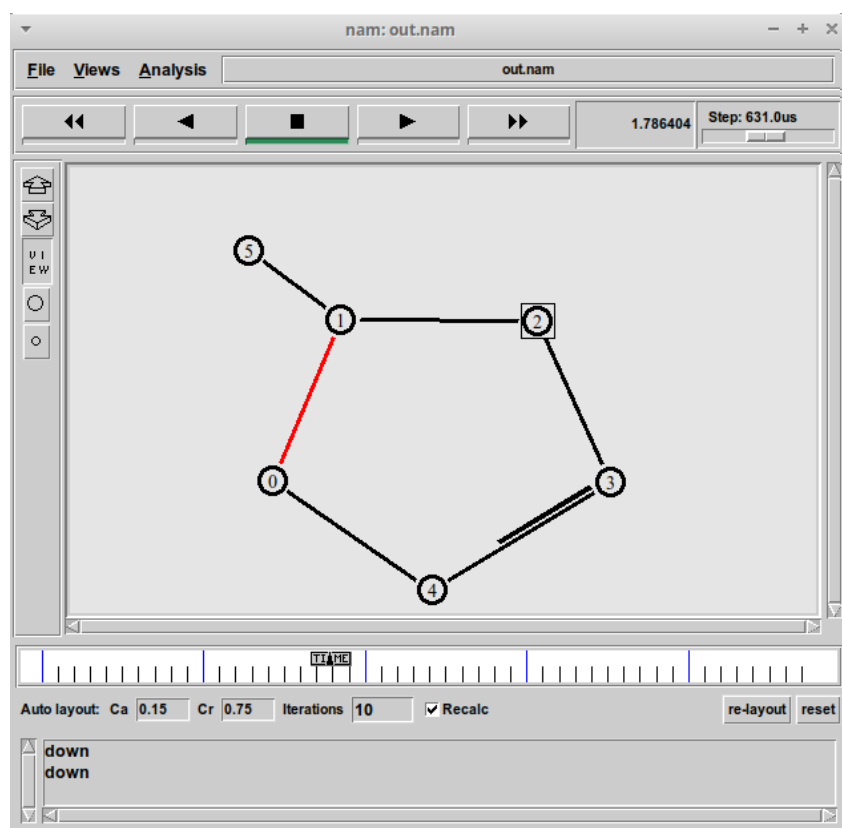 nam: out.nam
File Views Analysis out.nam
1.786404 Step: 631.0us
V I
E W
5
1 2
0 3
4
TIME
Auto layout: Ca 0.15 Cr 0.75 Iterations 10 Recalc re-layout reset
down
down